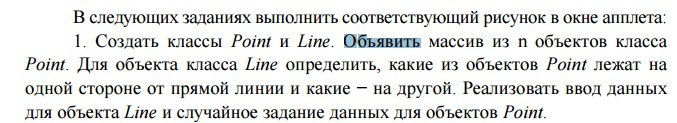 В следующих заданиях выполнить соответствующий рисунок в окне апплета:
1. Создать классы Point и Line. Объявить массив из n объектов класса
Point. Для объекта класса Line определить, какие из объектов Point лежат на
одной стороне от прямой линии и какие – на другой. Реализовать ввод данных
для объекта Line и случайное задание данных для объектов Point.